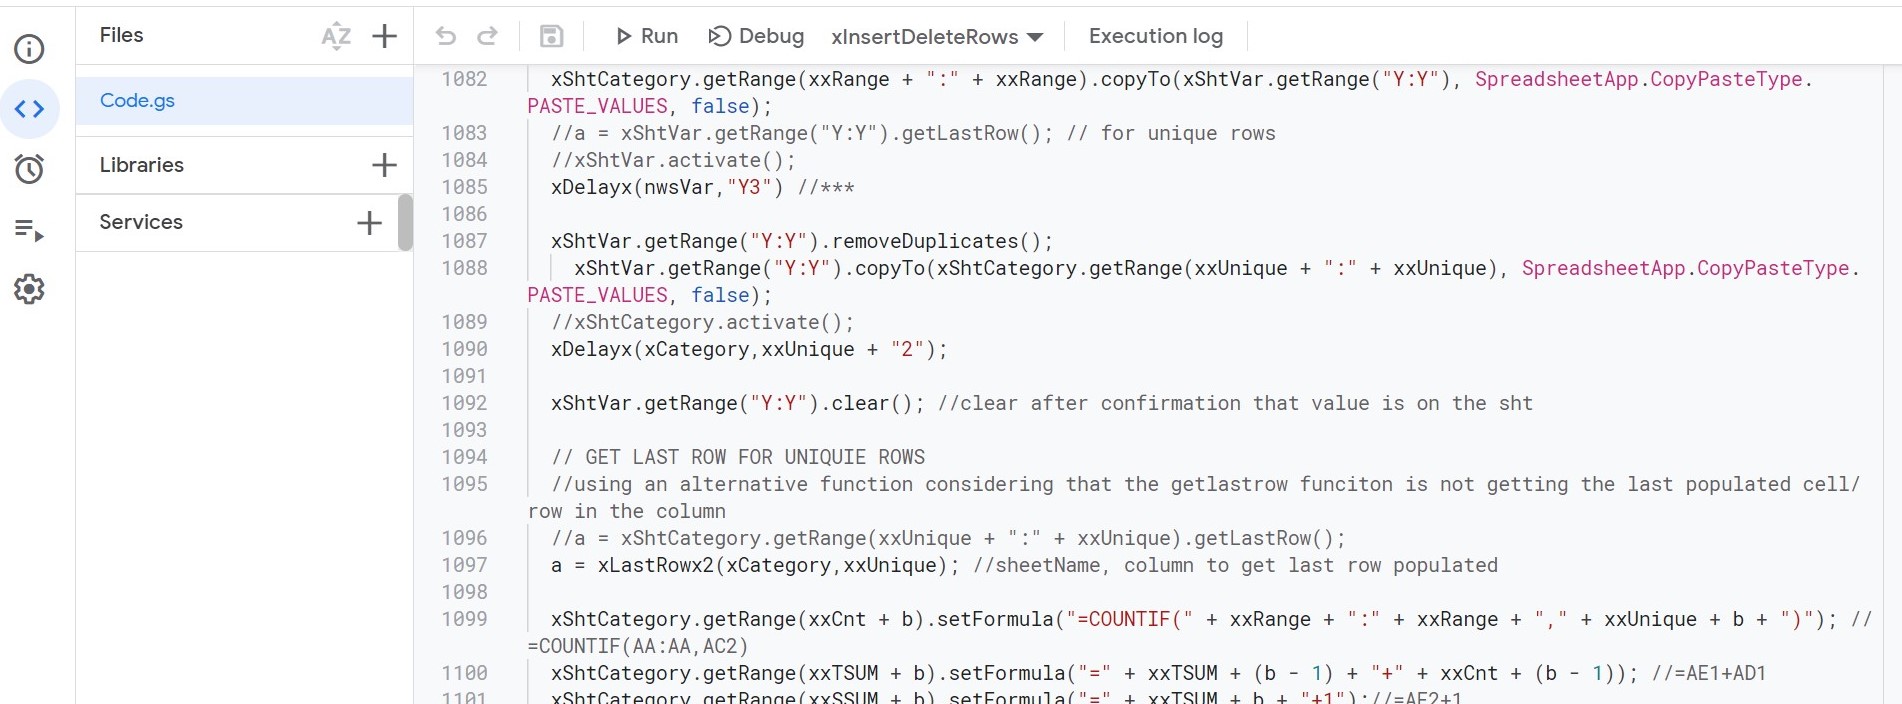 Files
AZ
Run
Debug
xInsertDeleteRows
Execution log
Code.gs
Libraries
Services
1082 xShtCategory.getRange(xxRange + ":" + xxRange).copyTo(xShtVar.getRange("Y:Y"), SpreadsheetApp.CopyPasteType.
PASTE_VALUES, false);
1083 //a = xShtVar.getRange("Y:Y").getLastRow(); // for unique rows
1084 //xShtVar.activate();
1085 xDelayx(nwsVar,"Y3") //***
1086
1087 xShtVar.getRange("Y:Y").removeDuplicates();
1088 xShtVar.getRange("Y:Y").copyTo(xShtCategory.getRange(xxUnique + ":" + xxUnique), SpreadsheetApp.CopyPasteType.
PASTE_VALUES, false);
1089 //xShtCategory.activate();
1090 xDelayx(xCategory,xxUnique + "2");
1091
1092 xShtVar.getRange("Y:Y").clear(); //clear after confirmation that value is on the sht
1093
1094 // GET LAST ROW FOR UNIQUIE ROWS
1095 //using an alternative function considering that the getlastrow funciton is not getting the last populated cell/
row in the column
1096 //a = xShtCategory.getRange(xxUnique + ":" + xxUnique).getLastRow();
1097 a = xLastRowx2(xCategory,xxUnique); //sheetName, column to get last row populated
1098
1099 xShtCategory.getRange(xxCnt + b).setFormula("=COUNTIF(" + xxRange + ":" + xxRange + "," + xxUnique + b + ")"); //
=COUNTIF(AA:AA,AC2)
1100 xShtCategory.getRange(xxTSUM + b).setFormula("=" + xxTSUM + (b - 1) + "+" + xxCnt + (b - 1)); //=AE1+AD1
1101 xShtCategory.getRange(xxSSUM + b).setFormula("=" + xxTSUM + b + "+1");//=AE2+1